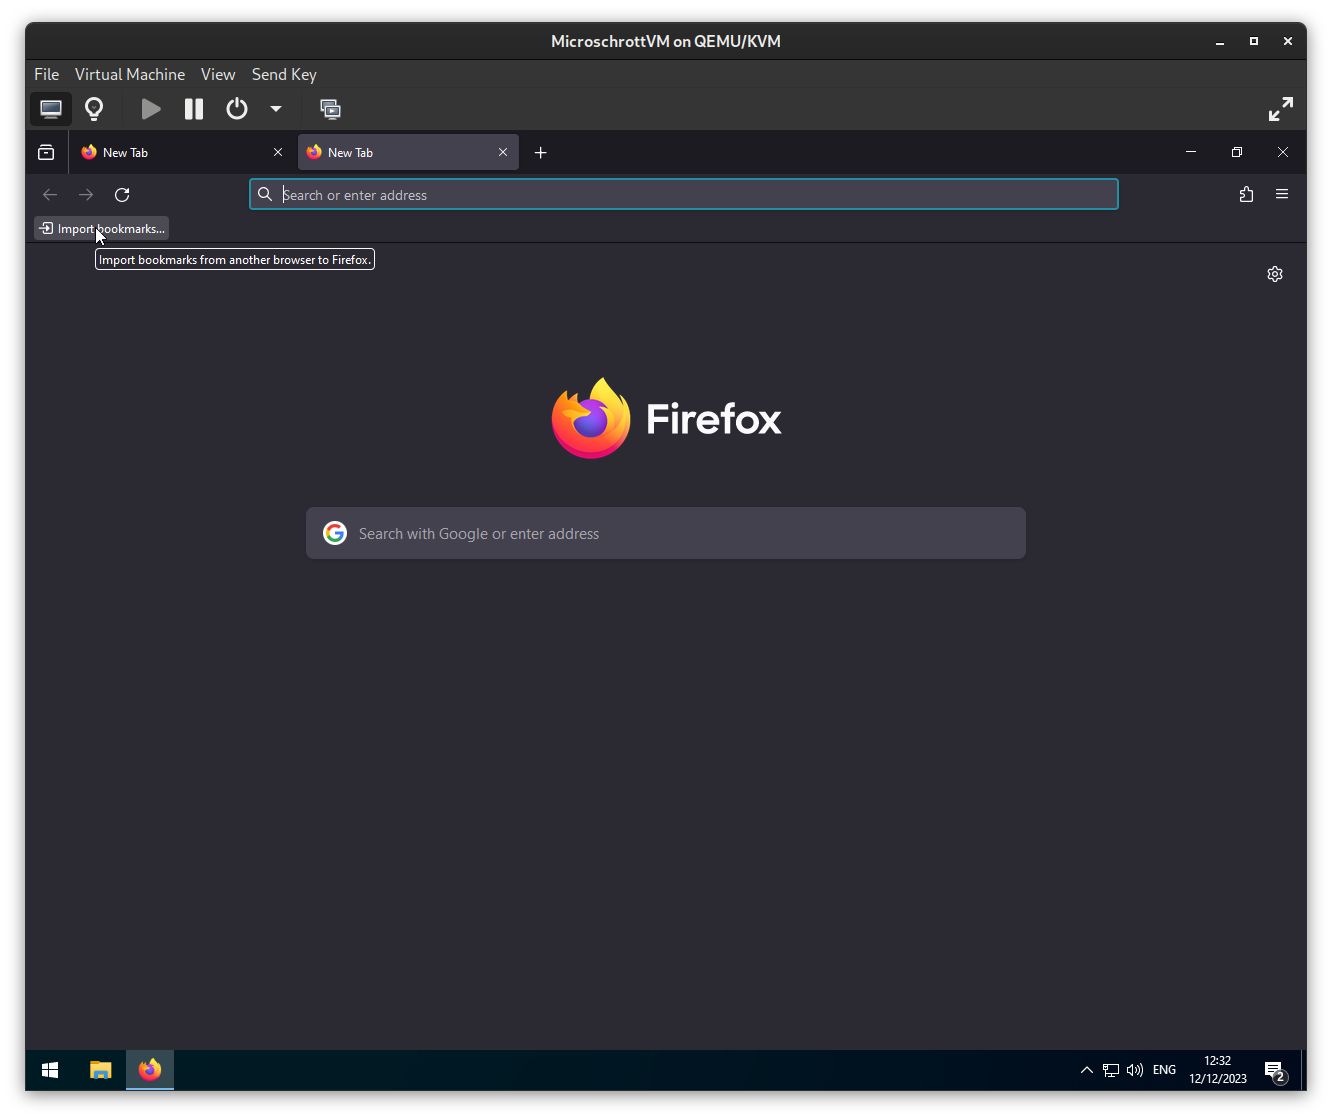 MicroschrottVM on QEMU/KVM
File Virtual Machine View Send Key
New Tab New Tab
Search or enter address
Import bookmarks...
Import bookmarks from another browser to Firefox.
Firefox
Search with Google or enter address
ENG 12:32
12/12/2023 2